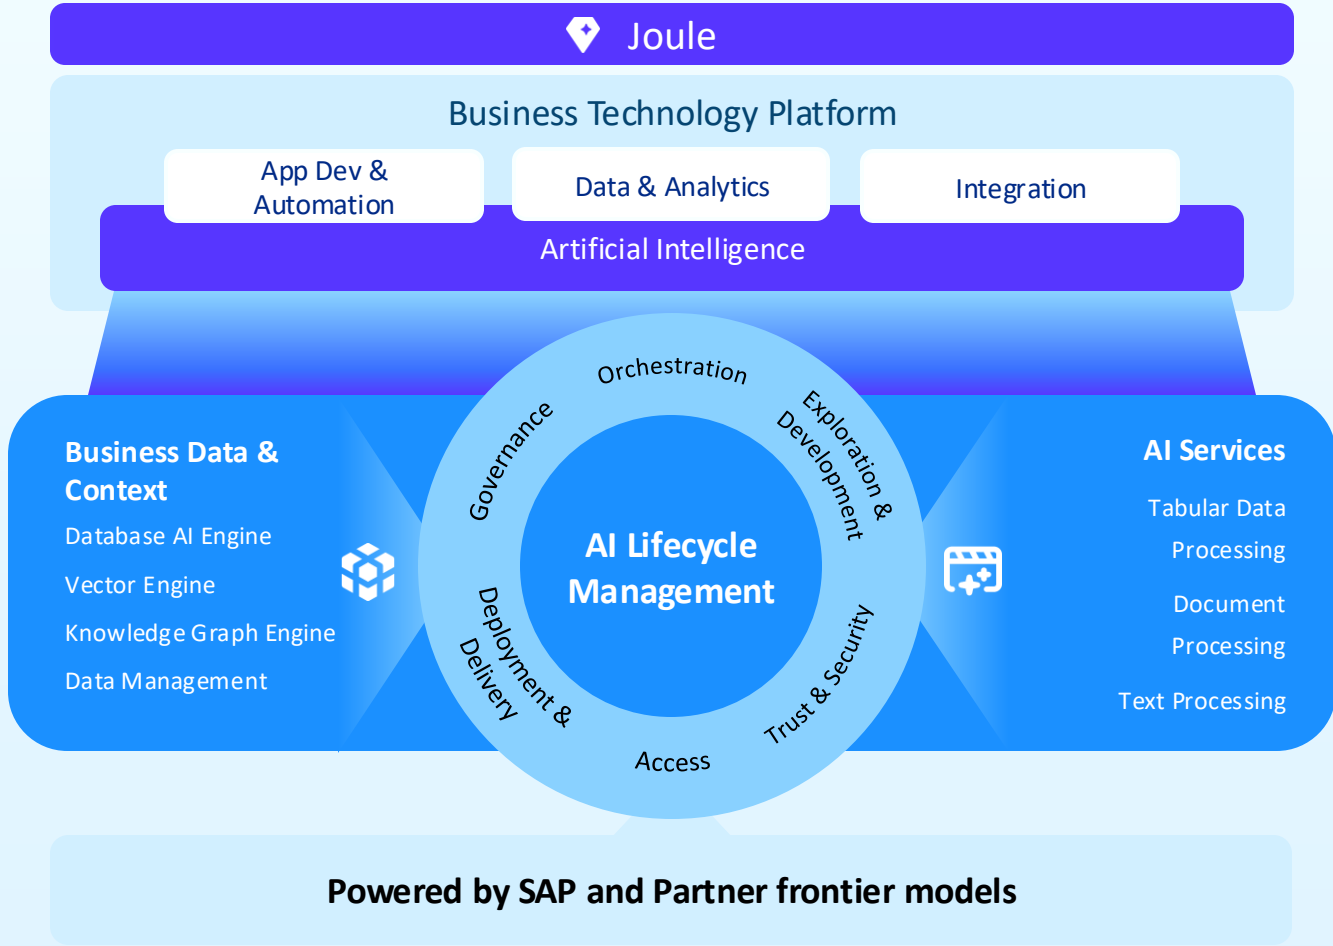 Joule
Business Technology Platform
App Dev &
Automation
Data & Analytics
Integration
Artificial Intelligence
Business Data &
Context
Database AI Engine
Vector Engine
Knowledge Graph Engine
Data Management
Governance
Orchestration
Exploration &
Development
AI Lifecycle
Management
Deployment &
Delivery
Access
Trust & Security
AI Services
Tabular Data
Processing
Document
Processing
Text Processing
Powered by SAP and Partner frontier models